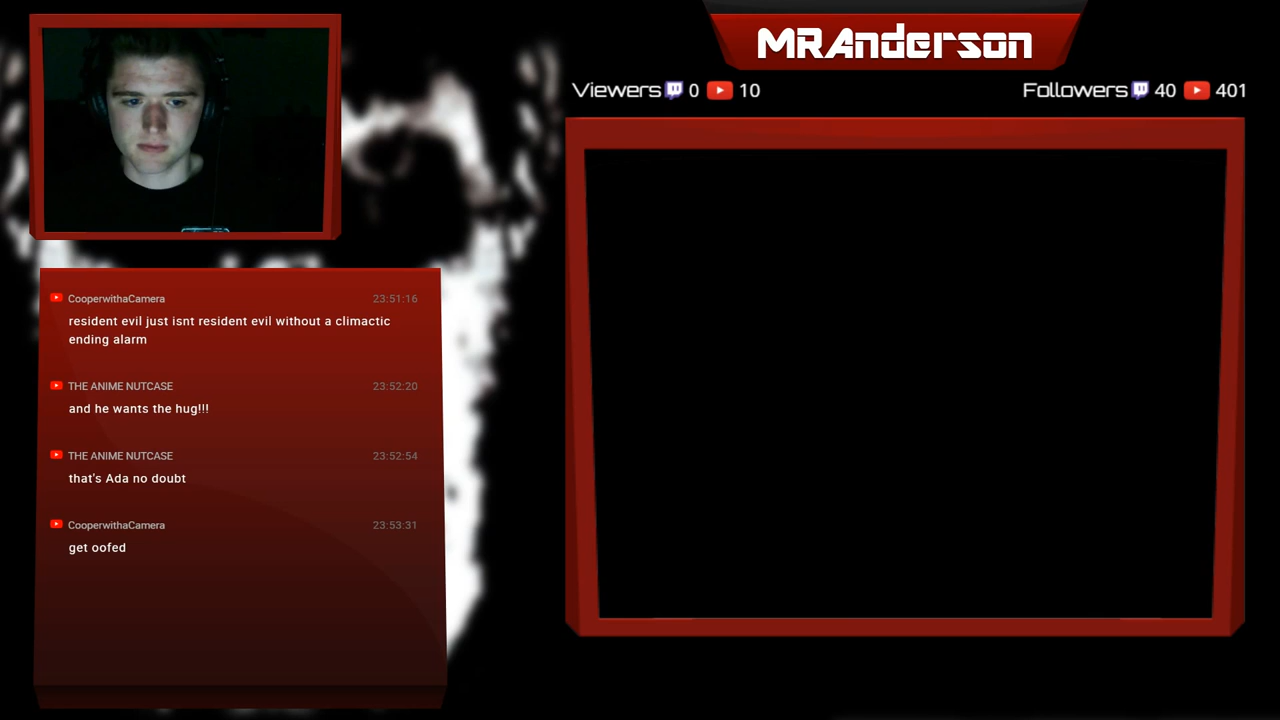 MRAnderson
Viewers 0 10
Followers 40 401
CooperwithaCamera 23:51:16
resident evil just isnt resident evil without a climactic
ending alarm
THE ANIME NUTCASE 23:52:20
and he wants the hug!!!
THE ANIME NUTCASE 23:52:54
that's Ada no doubt
CooperwithaCamera 23:53:31
get oofed